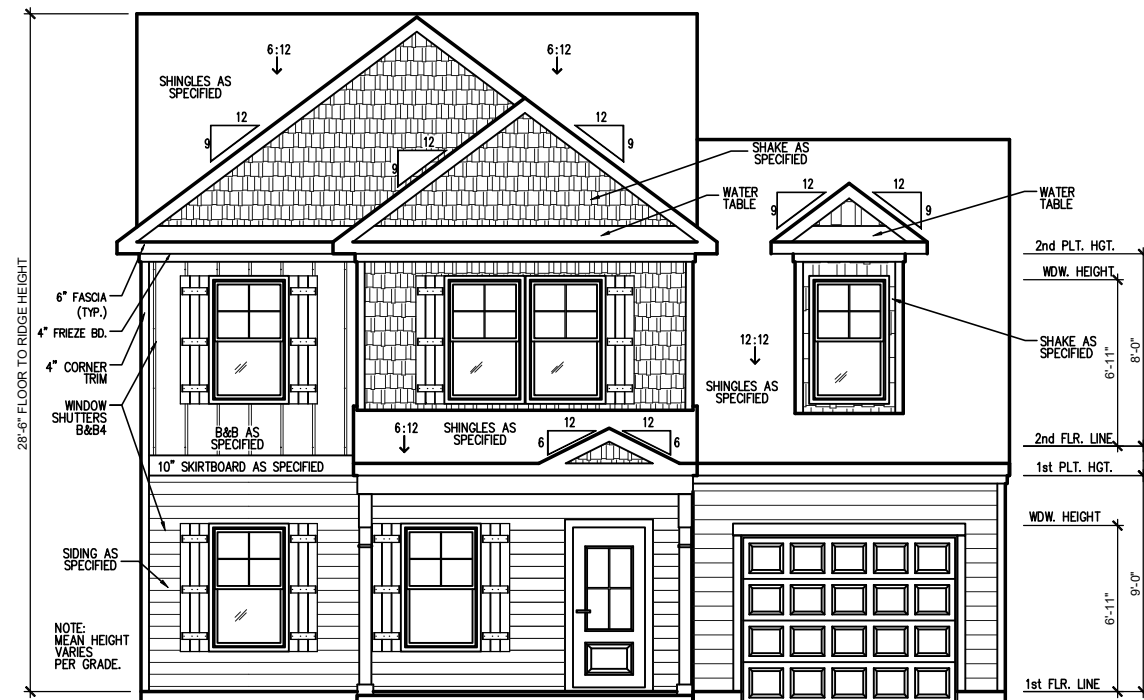 6:12
6:12
SHINGLES AS
SPECIFIED
12
9
12
9
12
9
SHAKE AS
SPECIFIED
WATER
TABLE
12
9
12
9
WATER
TABLE
2nd PLT. HGT.
WDW. HEIGHT
28'-6" FLOOR TO RIDGE HEIGHT
6" FASCIA
(TYP.)
4" FRIEZE BD.
4" CORNER
TRIM
WINDOW
SHUTTERS
B&B4
12:12
SHINGLES AS
SPECIFIED
SHAKE AS
SPECIFIED
6'-11"
8'-0"
B&B AS
SPECIFIED
6:12
SHINGLES AS
SPECIFIED
12
6
12
6
2nd FLR. LINE
10" SKIRTBOARD AS SPECIFIED
1st PLT. HGT.
WDW. HEIGHT
SIDING AS
SPECIFIED
6'-11"
9'-0"
NOTE:
MEAN HEIGHT
VARIES
PER GRADE.
1st FLR. LINE